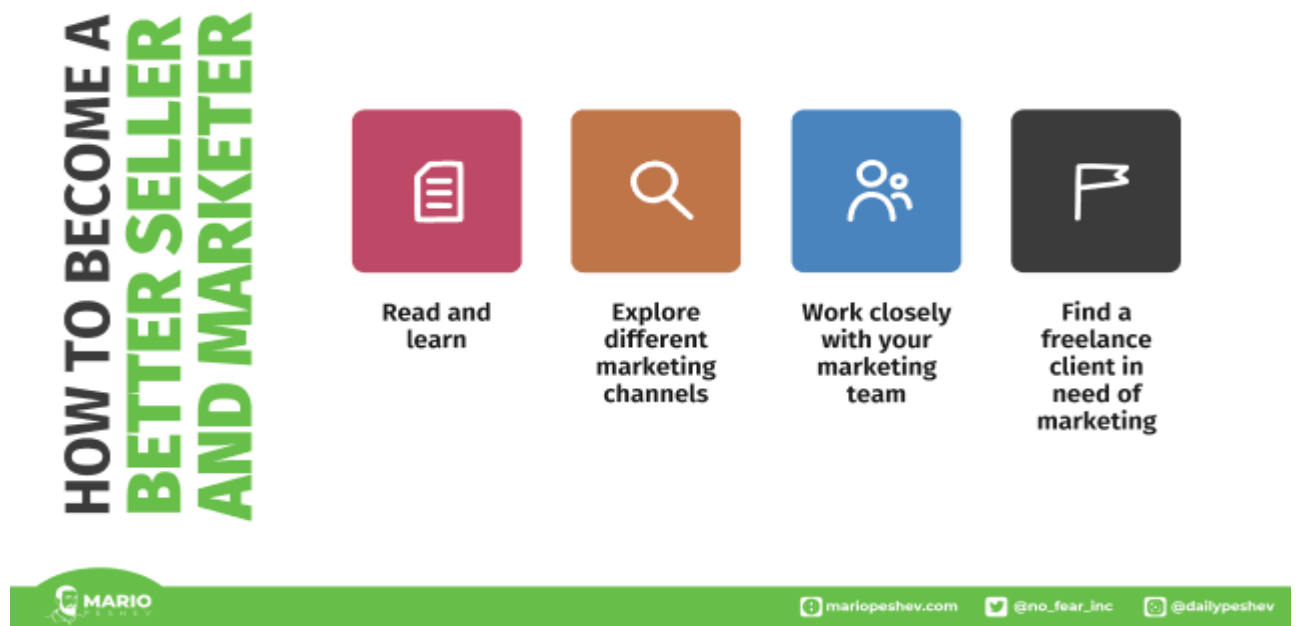 HOW TO BECOME A
BETTER SELLER
AND MARKETER
Read and
learn
Explore
different
marketing
channels
Work closely
with your
marketing
team
Find a
freelance
client in
need of
marketing
MARIO
PESHEV
mariopeshev.com
@no_fear_inc
@dailypeshev